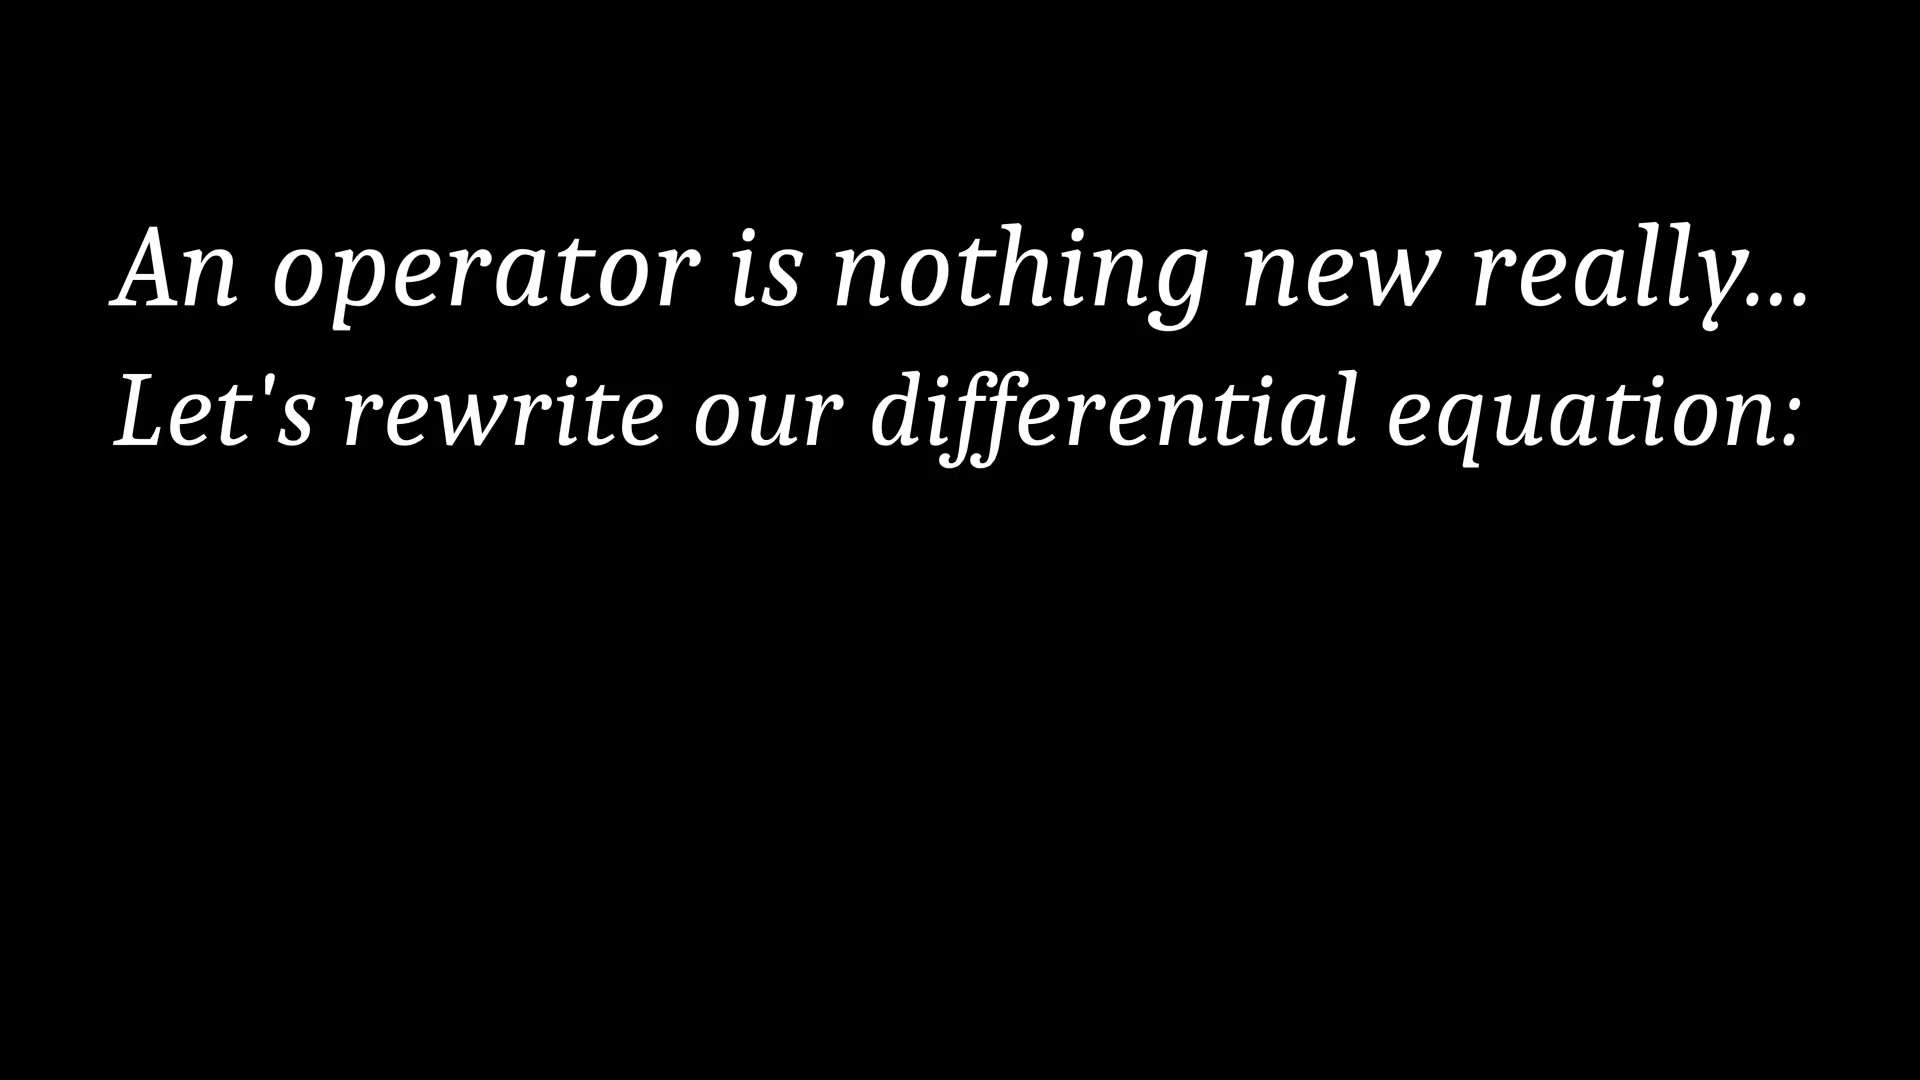 An operator is nothing new really...
Let's rewrite our differential equation: